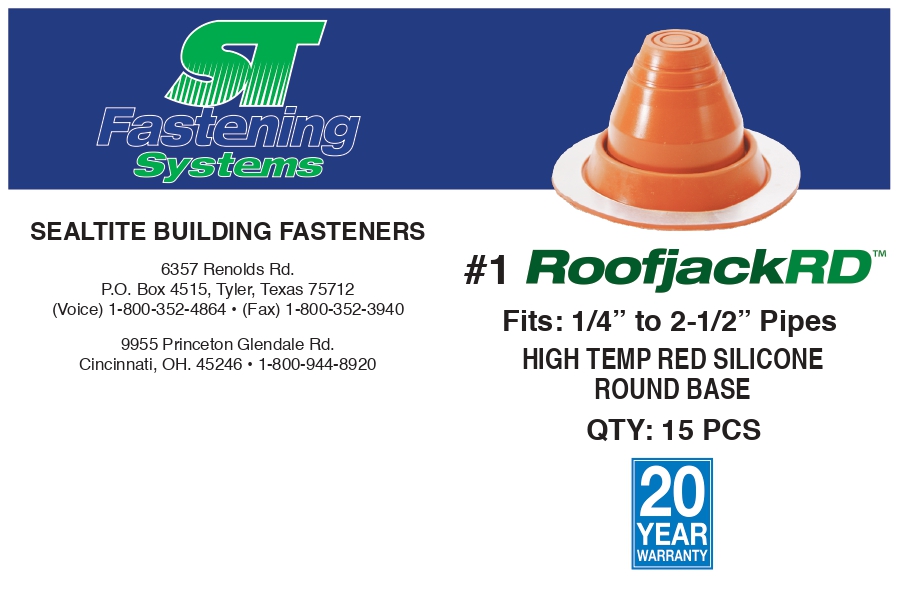 ST
Fastening
Systems
SEALTITE BUILDING FASTENERS
6357 Renolds Rd.
P.O. Box 4515, Tyler, Texas 75712
(Voice) 1-800-352-4864 • (Fax) 1-800-352-3940
9955 Princeton Glendale Rd.
Cincinnati, OH. 45246 • 1-800-944-8920
#1 RoofjackRD™
Fits: 1/4” to 2-1/2” Pipes
HIGH TEMP RED SILICONE
ROUND BASE
QTY: 15 PCS
20
YEAR
WARRANTY